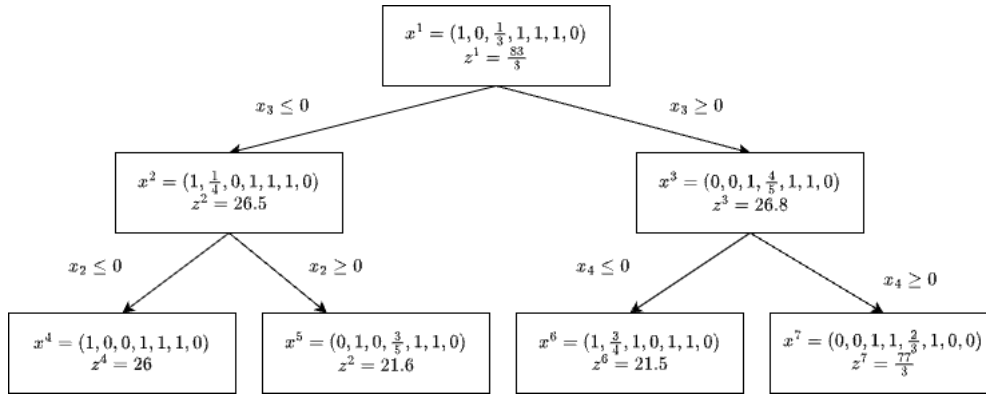 x^1 = (1, 0, 1/3, 1, 1, 1, 0)
z^1 = 83/3
x_3 ≤ 0
x_3 ≥ 0
x^2 = (1, 1/4, 0, 1, 1, 1, 0)
z^2 = 26.5
x^3 = (0, 0, 1, 4/5, 1, 1, 0)
z^3 = 26.8
x_2 ≤ 0
x_2 ≥ 0
x_4 ≤ 0
x_4 ≥ 0
x^4 = (1, 0, 0, 1, 1, 1, 0)
z^4 = 26
x^5 = (0, 1, 0, 3/5, 1, 1, 0)
z^2 = 21.6
x^6 = (1, 3/4, 1, 0, 1, 1, 0)
z^6 = 21.5
x^7 = (0, 0, 1, 1, 2/3, 1, 0, 0)
z^7 = 77/3